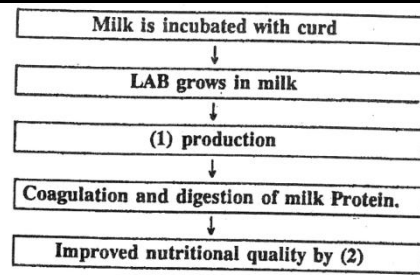 Milk is incubated with curd
LAB grows in milk
(1) production
Coagulation and digestion of milk Protein.
Improved nutritional quality by (2)